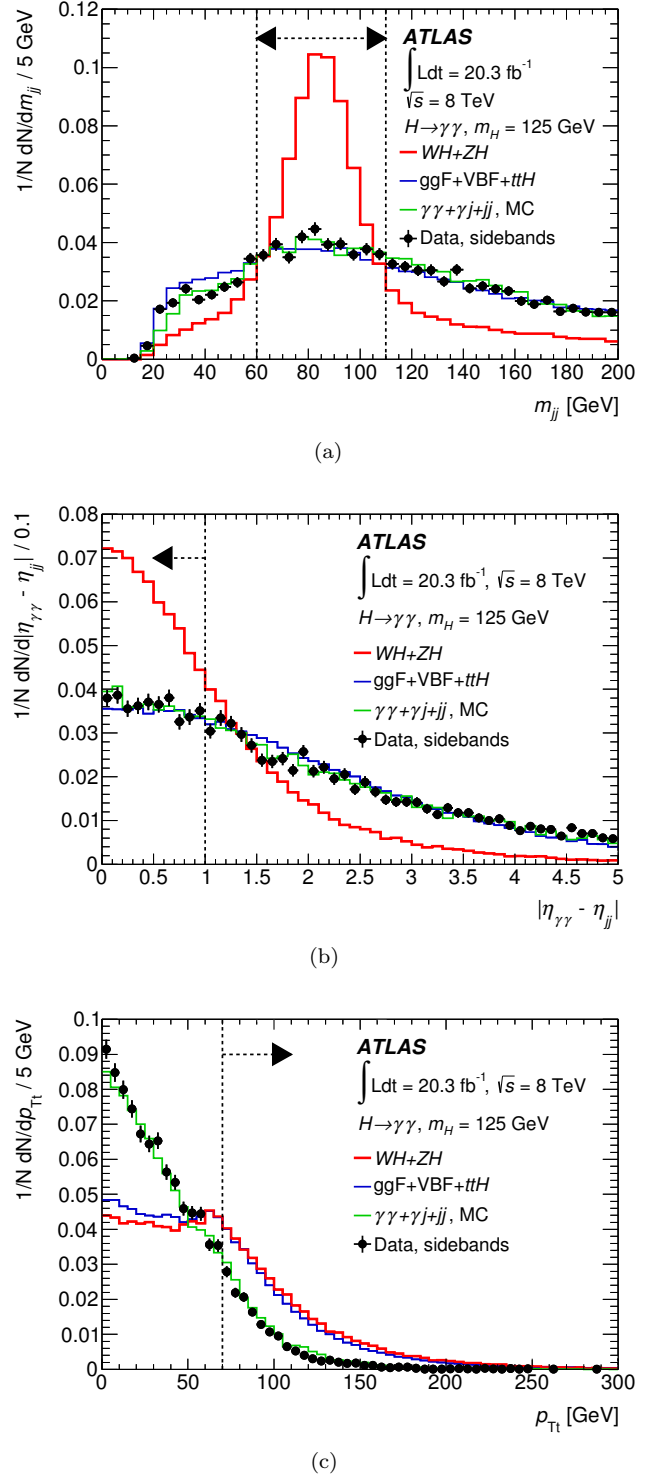 1/N dN/dm_jj / 5 GeV
0.12
0.1
0.08
0.06
0.04
0.02
0
ATLAS
∫Ldt = 20.3 fb⁻¹
√s = 8 TeV
H→γγ, m_H = 125 GeV
WH+ZH
ggF+VBF+ttH
γγ+γj+jj, MC
Data, sidebands
0 20 40 60 80 100 120 140 160 180 200
m_jj [GeV]
(a)
1/N dN/d|η_γγ - η_jj| / 0.1
0.08
0.07
0.06
0.05
0.04
0.03
0.02
0.01
0
ATLAS
∫Ldt = 20.3 fb⁻¹, √s = 8 TeV
H→γγ, m_H = 125 GeV
WH+ZH
ggF+VBF+ttH
γγ+γj+jj, MC
Data, sidebands
0 0.5 1 1.5 2 2.5 3 3.5 4 4.5 5
|η_γγ - η_jj|
(b)
1/N dN/dp_Tt / 5 GeV
0.1
0.09
0.08
0.07
0.06
0.05
0.04
0.03
0.02
0.01
0
ATLAS
∫Ldt = 20.3 fb⁻¹, √s = 8 TeV
H→γγ, m_H = 125 GeV
WH+ZH
ggF+VBF+ttH
γγ+γj+jj, MC
Data, sidebands
0 50 100 150 200 250 300
p_Tt [GeV]
(c)